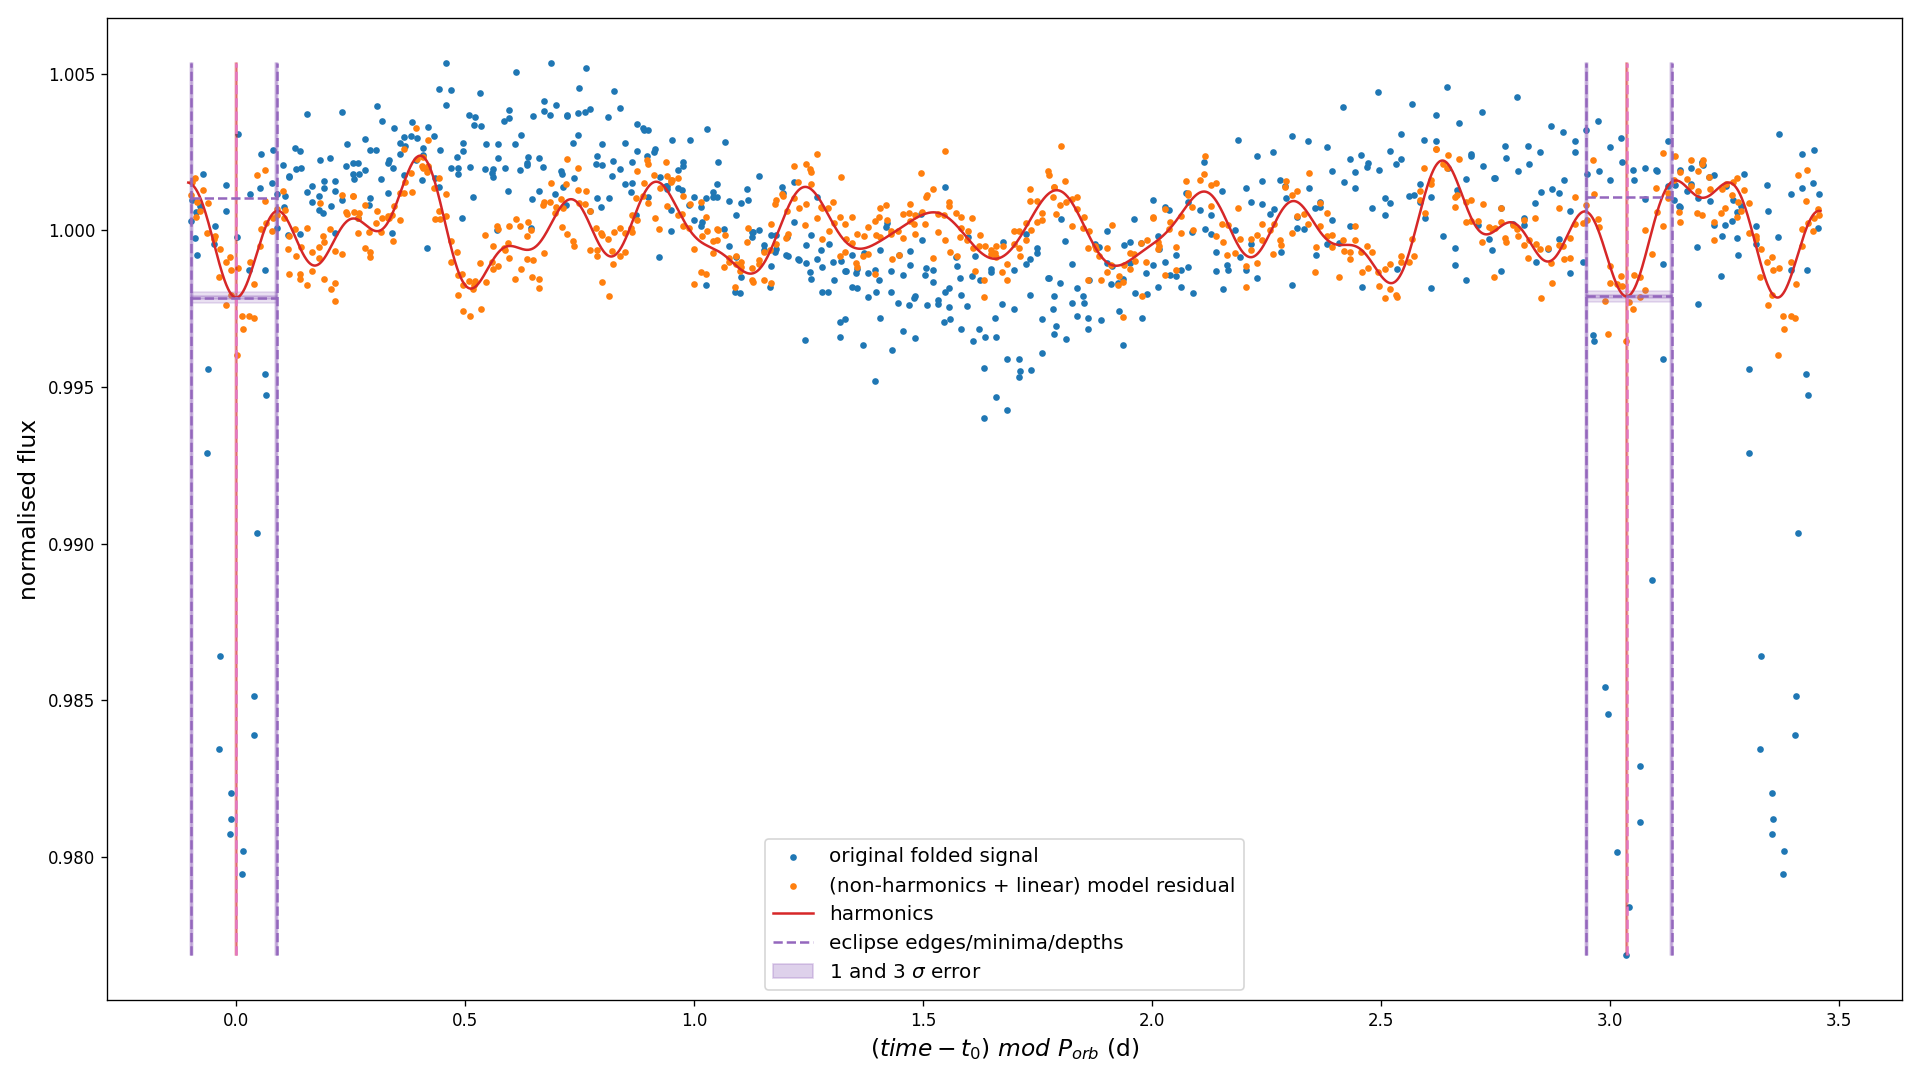 1.005
1.000
0.995
0.990
0.985
0.980
normalised flux
original folded signal
(non-harmonics + linear) model residual
harmonics
eclipse edges/minima/depths
1 and 3 σ error
0.0 0.5 1.0 1.5 2.0 2.5 3.0 3.5
(time − t₀) mod Pₒᵣb (d)